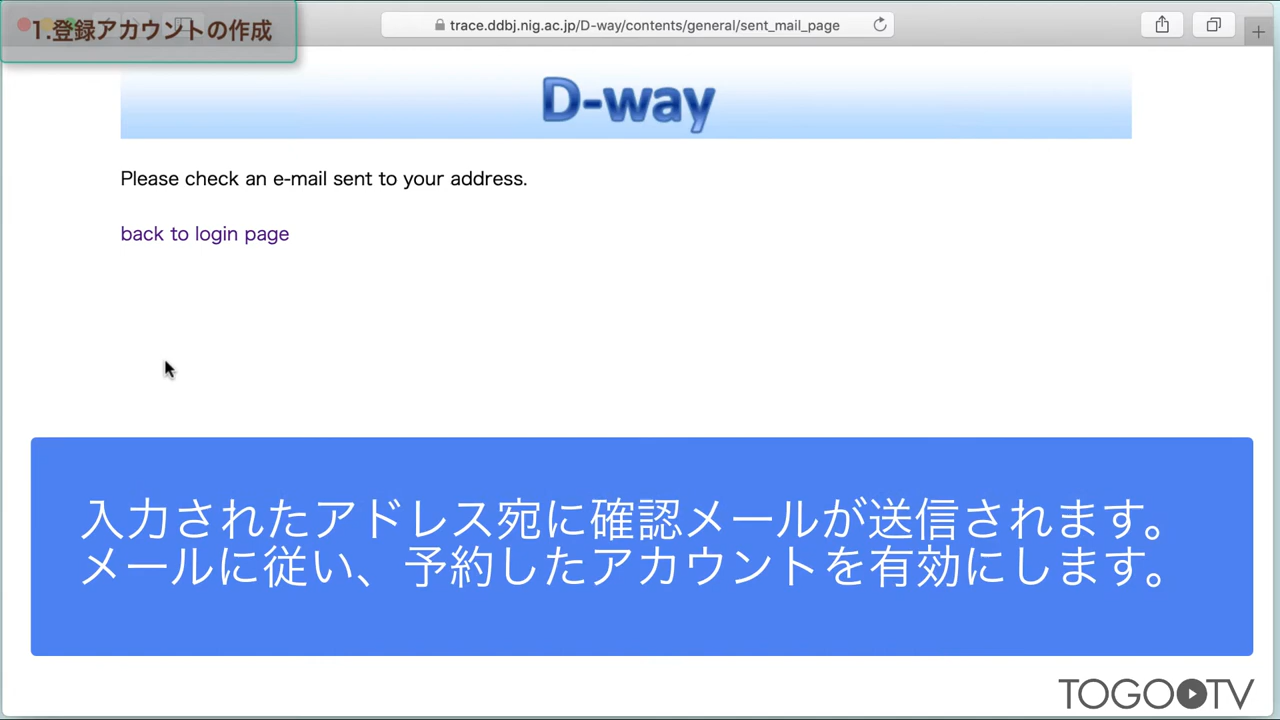 1.登録アカウントの作成
trace.ddbj.nig.ac.jp/D-way/contents/general/sent_mail_page
D-way
Please check an e-mail sent to your address.
back to login page
入力されたアドレス宛に確認メールが送信されます。
メールに従い、予約したアカウントを有効にします。
TOGOTV